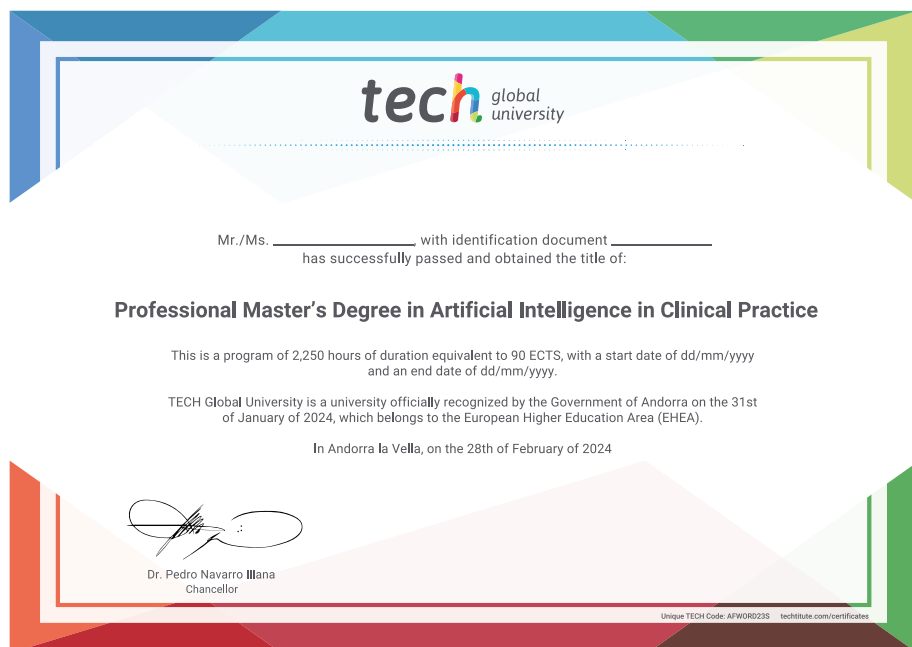 tech global
university
Mr./Ms. ____________, with identification document ____________
has successfully passed and obtained the title of:
Professional Master's Degree in Artificial Intelligence in Clinical Practice
This is a program of 2,250 hours of duration equivalent to 90 ECTS, with a start date of dd/mm/yyyy
and an end date of dd/mm/yyyy.
TECH Global University is a university officially recognized by the Government of Andorra on the 31st
of January of 2024, which belongs to the European Higher Education Area (EHEA).
In Andorra la Vella, on the 28th of February of 2024
Dr. Pedro Navarro Illana
Chancellor
Unique TECH Code: AFWORD23S techtitute.com/certificates